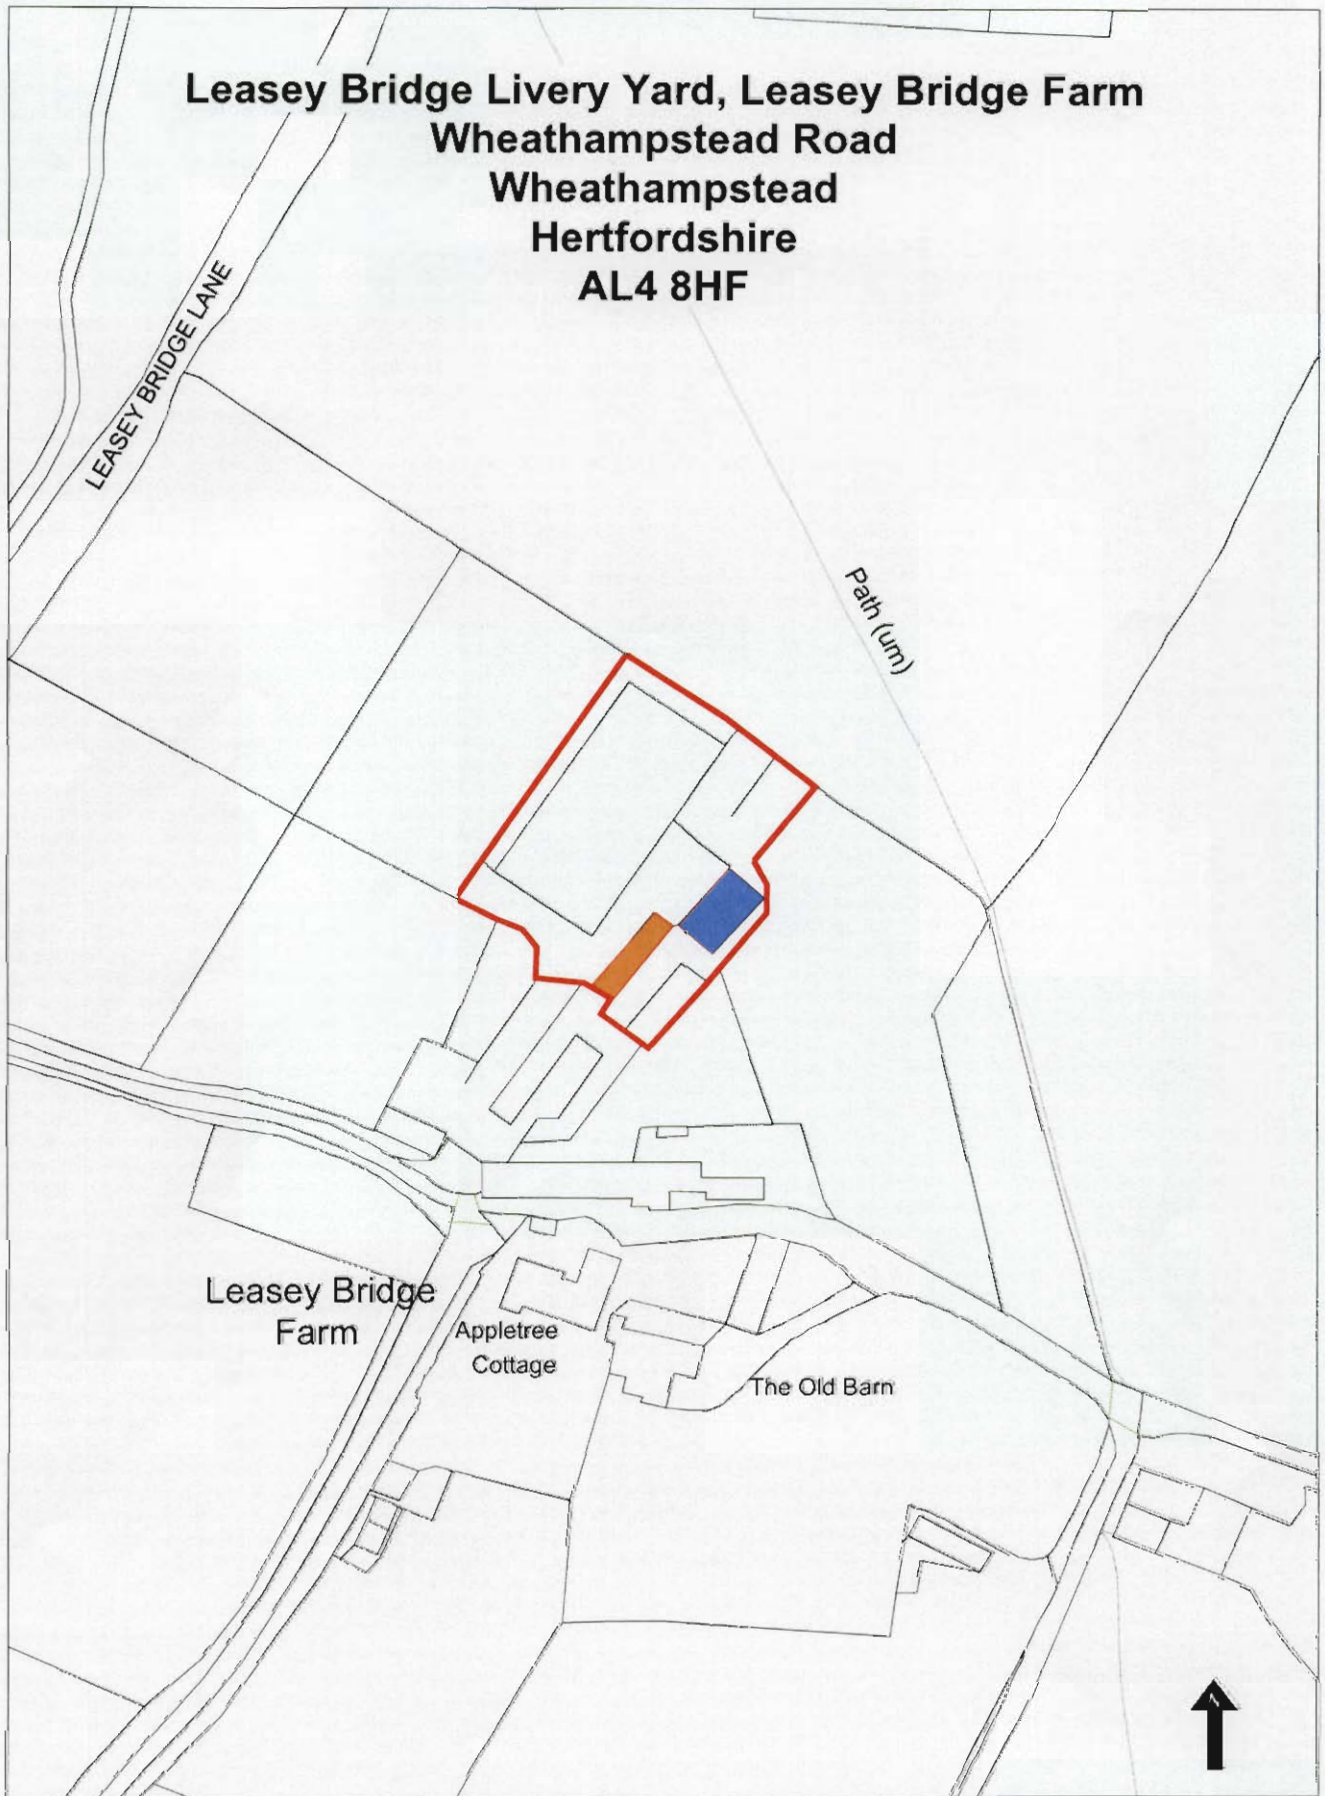 Leasey Bridge Livery Yard, Leasey Bridge Farm
Wheathampstead Road
Wheathampstead
Hertfordshire
AL4 8HF
LEASEY BRIDGE LANE
Path (um)
Leasey Bridge
Farm
Appletree
Cottage
The Old Barn
N